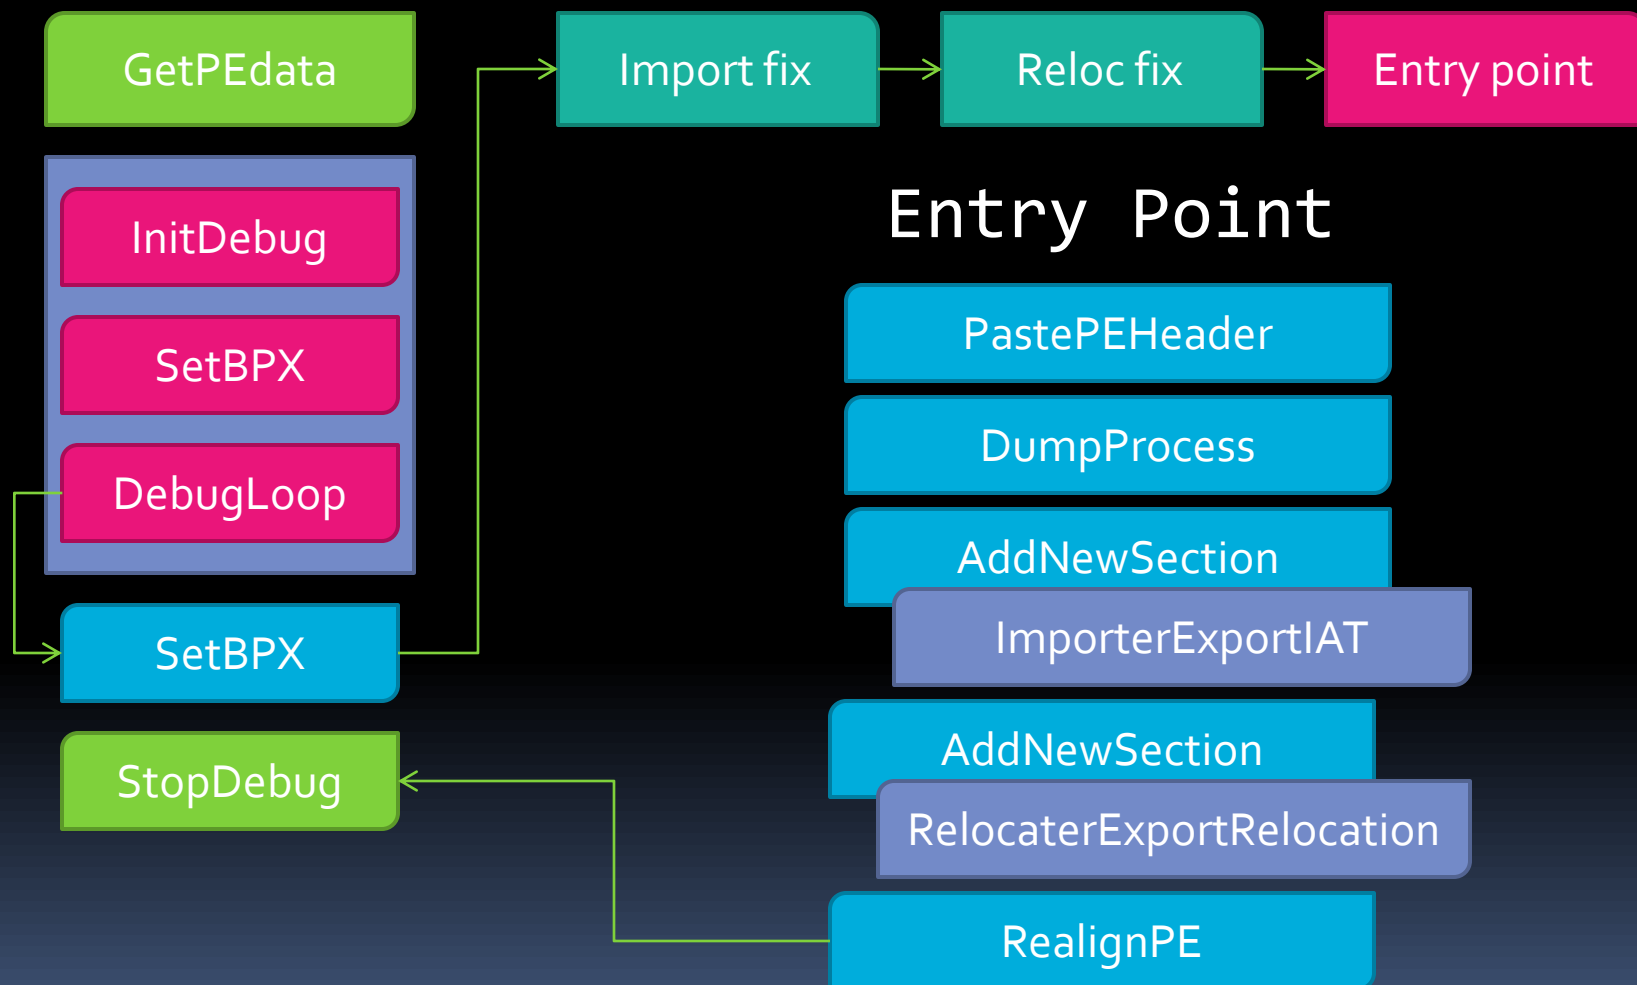 GetPEdata
Import fix
Reloc fix
Entry point
InitDebug
SetBPX
DebugLoop
SetBPX
StopDebug
Entry Point
PastePEHeader
DumpProcess
AddNewSection
ImporterExportIAT
AddNewSection
RelocaterExportRelocation
RealignPE